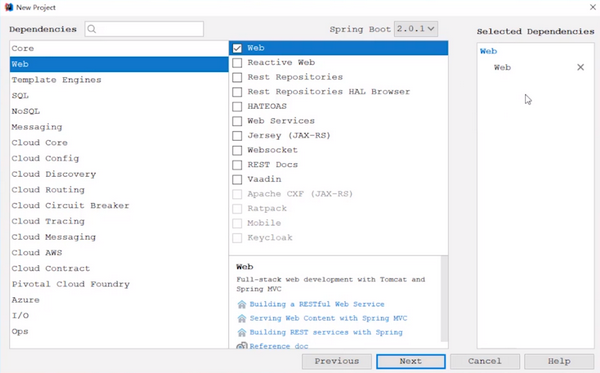 New Project
Dependencies
Spring Boot 2.0.1
Selected Dependencies
Core
Web
Template Engines
SQL
NoSQL
Messaging
Cloud Core
Cloud Config
Cloud Discovery
Cloud Routing
Cloud Circuit Breaker
Cloud Tracing
Cloud Messaging
Cloud AWS
Cloud Contract
Pivotal Cloud Foundry
Azure
I/O
Ops
Web
Reactive Web
Rest Repositories
Rest Repositories HAL Browser
HATEOAS
Web Services
Jersey (JAX-RS)
Websocket
REST Docs
Vaadin
Apache CXF (JAX-RS)
Ratpack
Mobile
Keycloak
Web
Full-stack web development with Tomcat and
Spring MVC
Building a RESTful Web Service
Serving Web Content with Spring MVC
Building REST services with Spring
Reference doc
Web
Web
Previous
Next
Cancel
Help